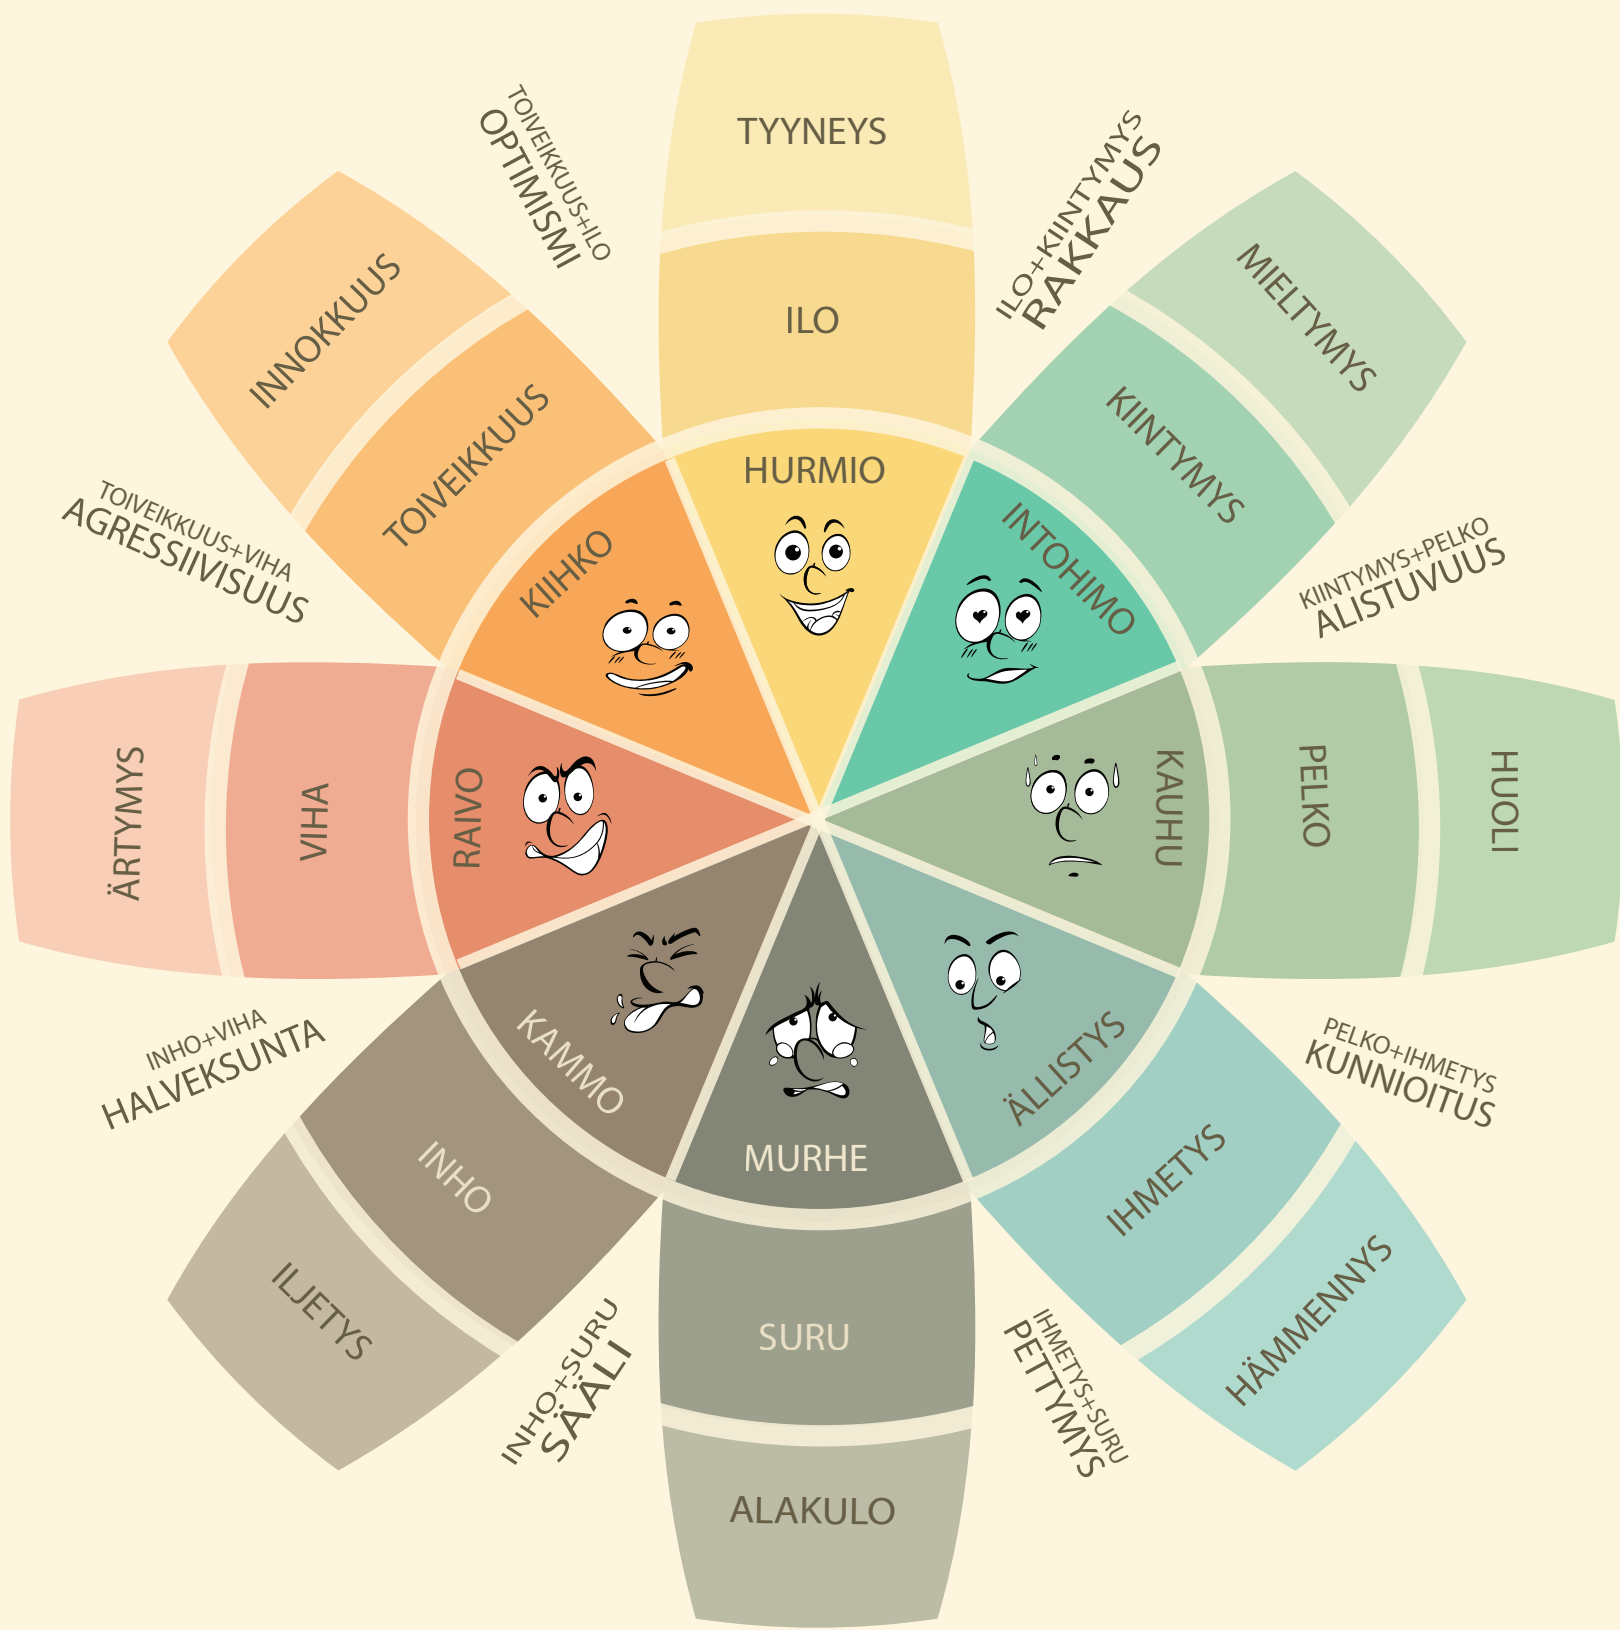 TYYNEYS
ILO
HURMIO
ILO+KIINTYMYS
RAKKAUS
MIELTYMYS
KIINTYMYS
INTOHIMO
KIINTYMYS+PELKO
ALISTUVUUS
HUOLI
PELKO
KAUHU
PELKO+IHMETYS
KUNNIOITUS
HÄMMENNYS
IHMETYS
ÄLLISTYS
IHMETYS+SURU
PETTYMYS
MURHE
SURU
ALAKULO
INHO+SURU
SÄÄLI
KAMMO
INHO
ILJETYS
INHO+VIHA
HALVEKSUNTA
ÄRTYMYS
VIHA
RAIVO
TOIVEIKKUUS+VIHA
AGRESSIIVISUUS
INNOKKUUS
TOIVEIKKUUS
KIIHKO
TOIVEIKKUUS+ILO
OPTIMISMI